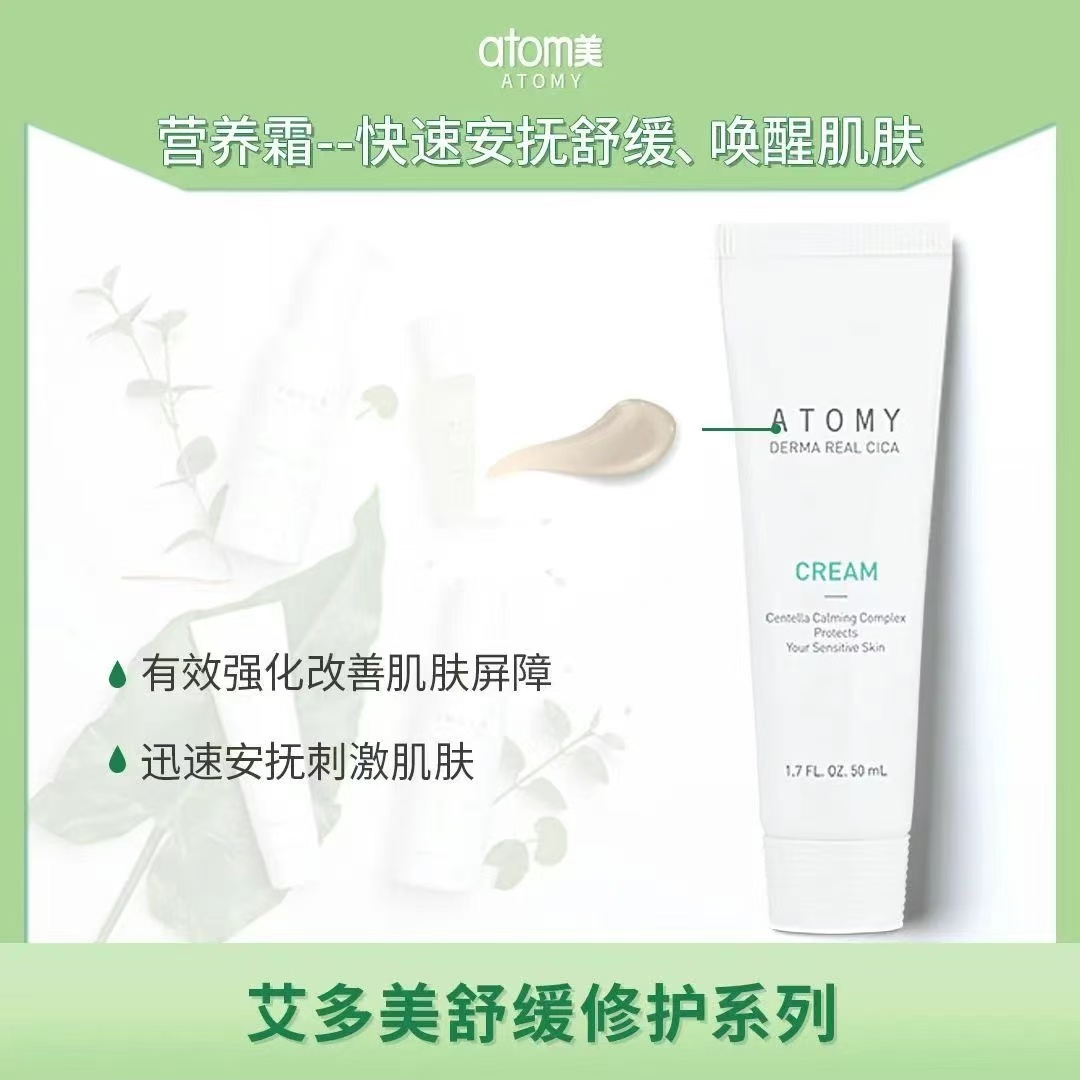 atom美
ATOMY
营养霜--快速安抚舒缓、唤醒肌肤
ATOMY
DERMA REAL CICA
CREAM
Centella Calming Complex
Protects
Your Sensitive Skin
有效强化改善肌肤屏障
迅速安抚刺激肌肤
1.7 FL. OZ. 50 mL
艾多美舒缓修护系列